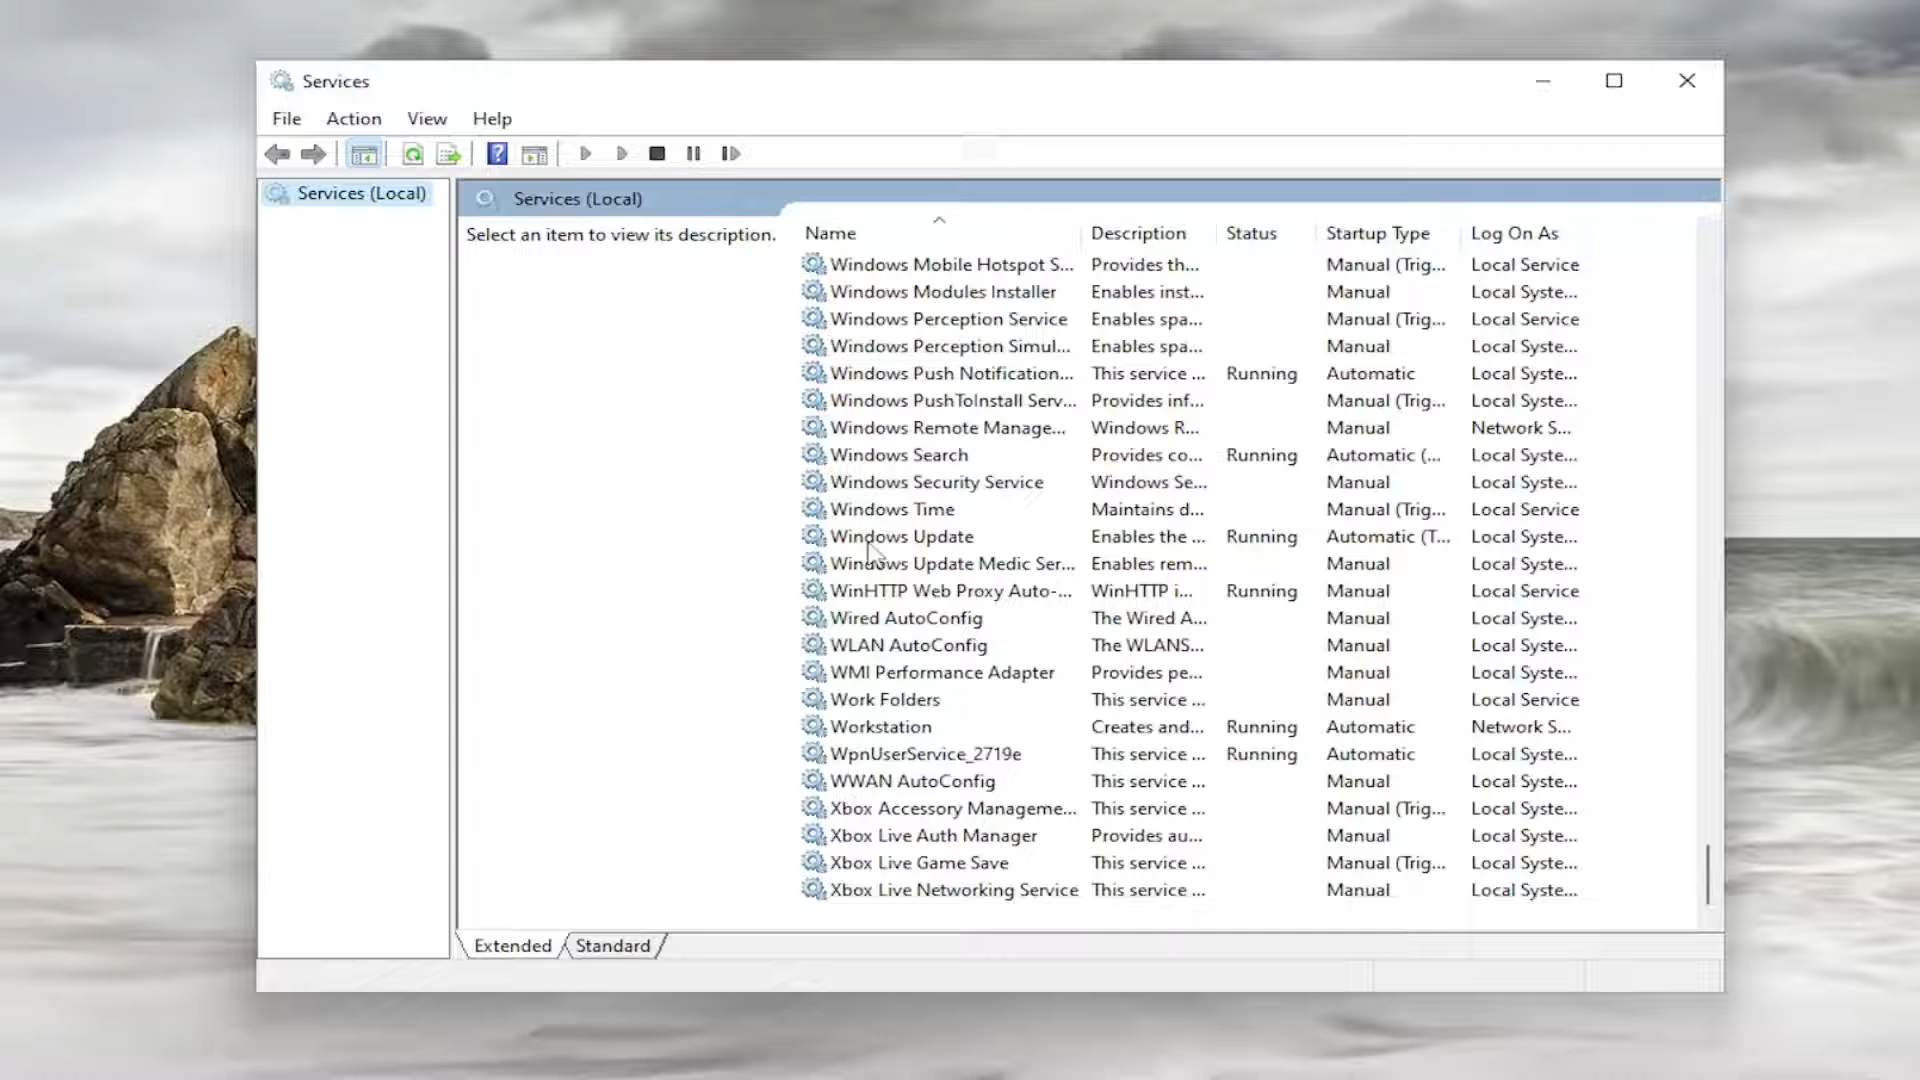 Services
File Action View Help
Services (Local)
Services (Local)
Select an item to view its description.
Name Description Status Startup Type Log On As
Windows Mobile Hotspot S... Provides th... Manual (Trig... Local Service
Windows Modules Installer Enables inst... Manual Local Syste...
Windows Perception Service Enables spa... Manual (Trig... Local Service
Windows Perception Simul... Enables spa... Manual Local Syste...
Windows Push Notification... This service ... Running Automatic Local Syste...
Windows PushToInstall Serv... Provides inf... Manual (Trig... Local Syste...
Windows Remote Manage... Windows R... Manual Network S...
Windows Search Provides co... Running Automatic (... Local Syste...
Windows Security Service Windows Se... Manual Local Syste...
Windows Time Maintains d... Manual (Trig... Local Service
Windows Update Enables the ... Running Automatic (T... Local Syste...
Windows Update Medic Ser... Enables rem... Manual Local Syste...
WinHTTP Web Proxy Auto-... WinHTTP i... Running Manual Local Service
Wired AutoConfig The Wired A... Manual Local Syste...
WLAN AutoConfig The WLANS... Manual Local Syste...
WMI Performance Adapter Provides pe... Manual Local Syste...
Work Folders This service ... Manual Local Service
Workstation Creates and... Running Automatic Network S...
WpnUserService_2719e This service ... Running Automatic Local Syste...
WWAN AutoConfig This service ... Manual Local Syste...
Xbox Accessory Manageme... This service ... Manual (Trig... Local Syste...
Xbox Live Auth Manager Provides au... Manual Local Syste...
Xbox Live Game Save This service ... Manual (Trig... Local Syste...
Xbox Live Networking Service This service ... Manual Local Syste...
Extended Standard